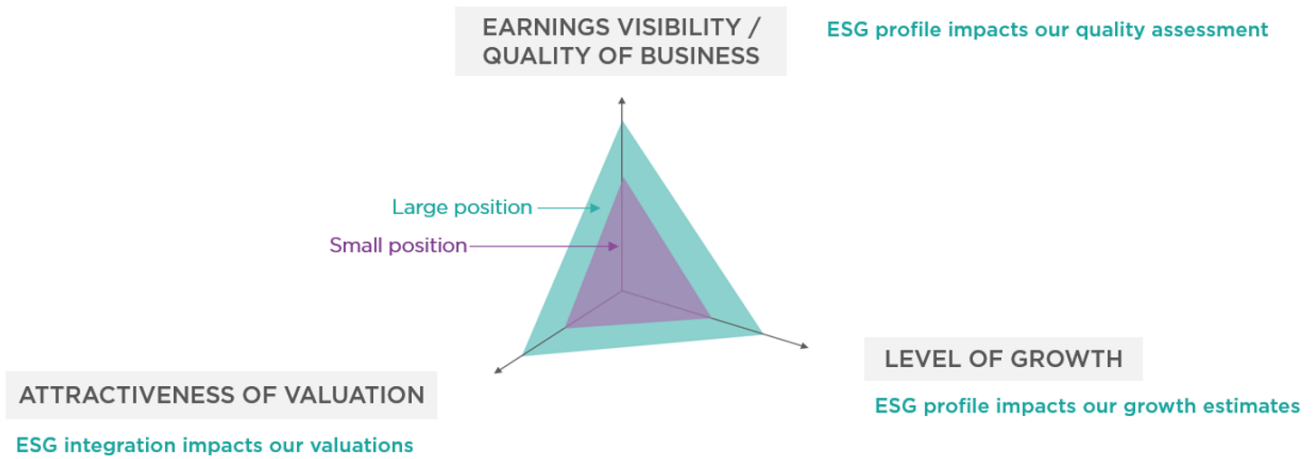 EARNINGS VISIBILITY /
QUALITY OF BUSINESS
ESG profile impacts our quality assessment
Large position
Small position
LEVEL OF GROWTH
ESG profile impacts our growth estimates
ATTRACTIVENESS OF VALUATION
ESG integration impacts our valuations